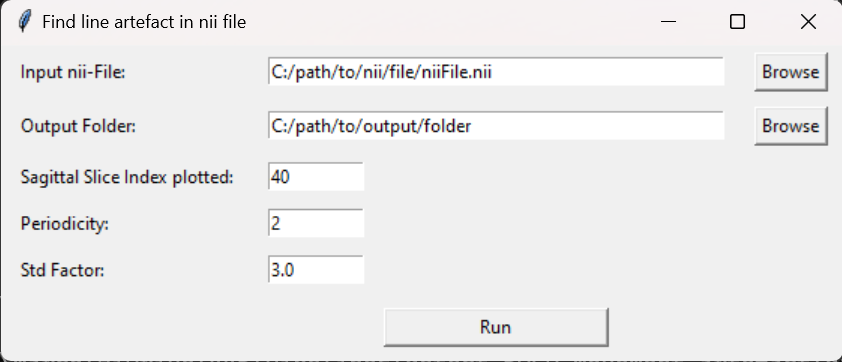 Find line artefact in nii file
Input nii-File: C:/path/to/nii/file/niiFile.nii Browse
Output Folder: C:/path/to/output/folder Browse
Sagittal Slice Index plotted: 40
Periodicity: 2
Std Factor: 3.0
Run